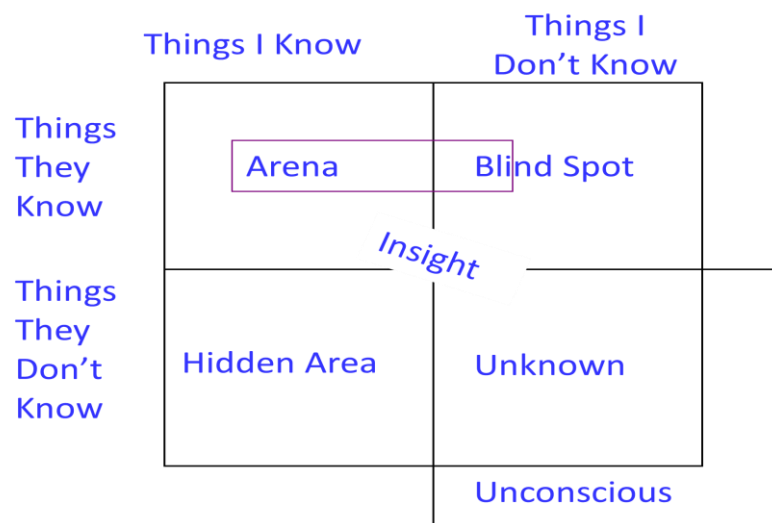 Things I Know
Things I
Don’t Know
Things
They
Know
Arena
Blind Spot
Insight
Things
They
Don’t
Know
Hidden Area
Unknown
Unconscious